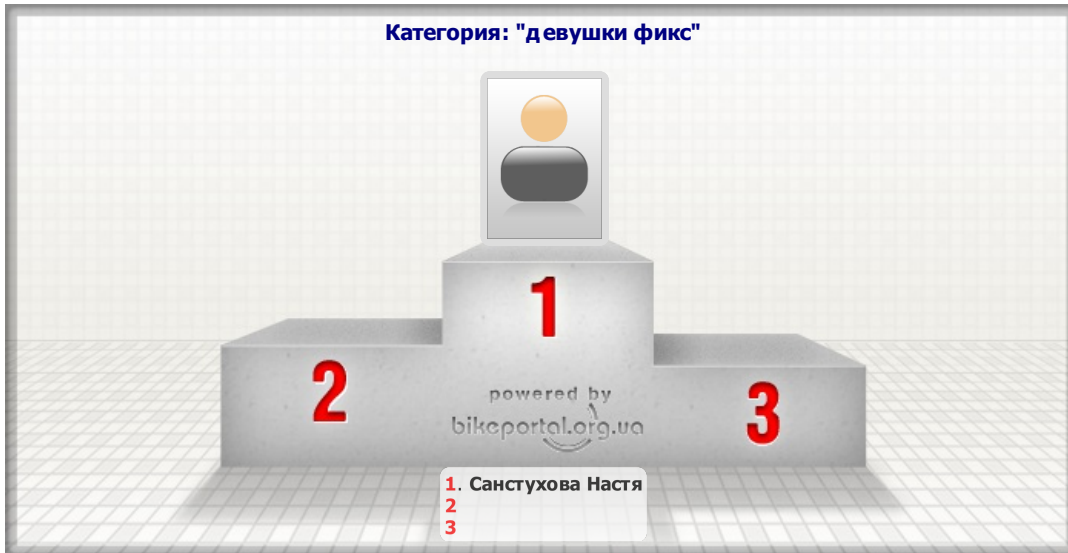 Категория: "девушки фикс"
1
2
3
powered by
bikeportal.org.ua
1. Санстухова Настя
2
3